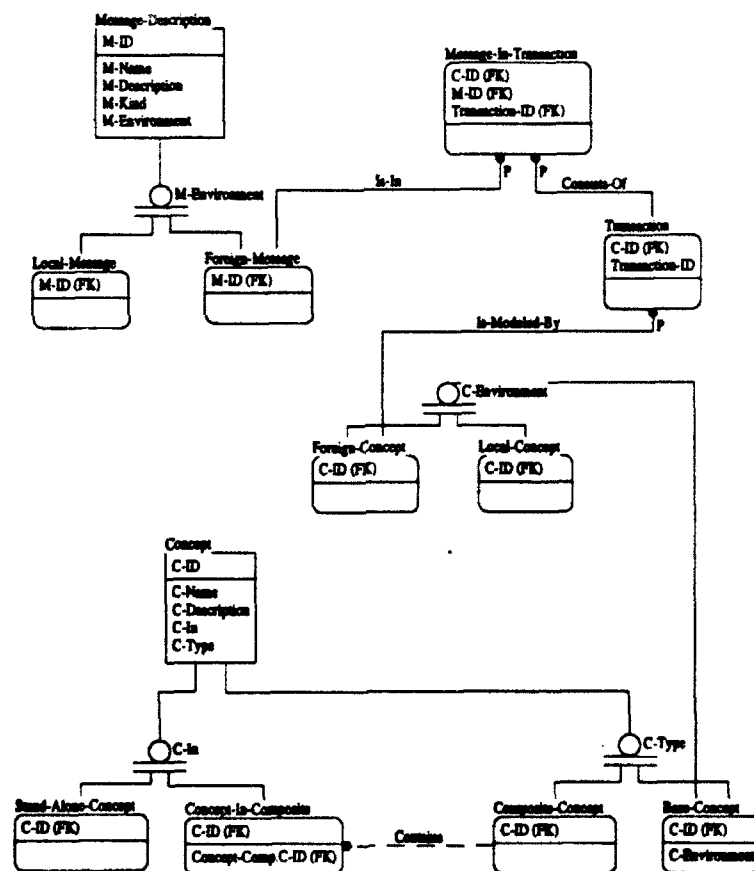 Message-Description
M-ID
M-Name
M-Description
M-Kind
M-Environment
Message-In-Transaction
C-ID (FK)
M-ID (FK)
Transaction-ID (FK)
P
P
Is-In
Consists-Of
M-Environment
Transaction
C-ID (FK)
Transaction-ID
Local-Message
M-ID (FK)
Foreign-Message
M-ID (FK)
Is-Modeled-By
P
C-Environment
Foreign-Concept
C-ID (FK)
Local-Concept
C-ID (FK)
Concept
C-ID
C-Name
C-Description
C-In
C-Type
C-In
C-Type
Stand-Alone-Concept
C-ID (FK)
Concept-In-Composite
C-ID (FK)
Concept-Comp.C-ID (FK)
Contains
Composite-Concept
C-ID (FK)
Base-Concept
C-ID (FK)
C-Environment